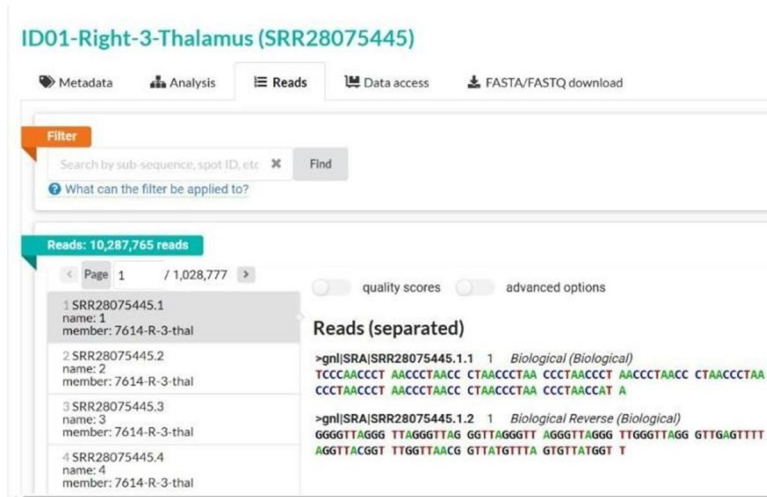 ID01-Right-3-Thalamus (SRR28075445)
Metadata Analysis Reads Data access FASTA/FASTQ download
Filter
Search by sub-sequence, spot ID, etc Find
What can the filter be applied to?
Reads: 10,287,765 reads
< Page 1 / 1,028,777 >
quality scores advanced options
1 SRR28075445.1
name: 1
member: 7614-R-3-thal
2 SRR28075445.2
name: 2
member: 7614-R-3-thal
3 SRR28075445.3
name: 3
member: 7614-R-3-thal
4 SRR28075445.4
name: 4
member: 7614-R-3-thal
Reads (separated)
>gnl|SRA|SRR28075445.1.1 1 Biological (Biological)
TCCCAACCCT AACCCTAACC CTAACCCTAA CCCTAACCCT AACCCTAACC CTAACCCTAA
CCCTAACCCT AACCCTAACC CTAACCCTAA CCCTAACCAT A
>gnl|SRA|SRR28075445.1.2 1 Biological Reverse (Biological)
GGGGTTAGGG TTAGGGTTAG GGTTAGGGTT AGGGTTAGGG TTGGGTTAGG GTTGAGTTTT
AGGTTACGGT TTGGTTAACG GTTATGTTTA GTGTTATGGT T